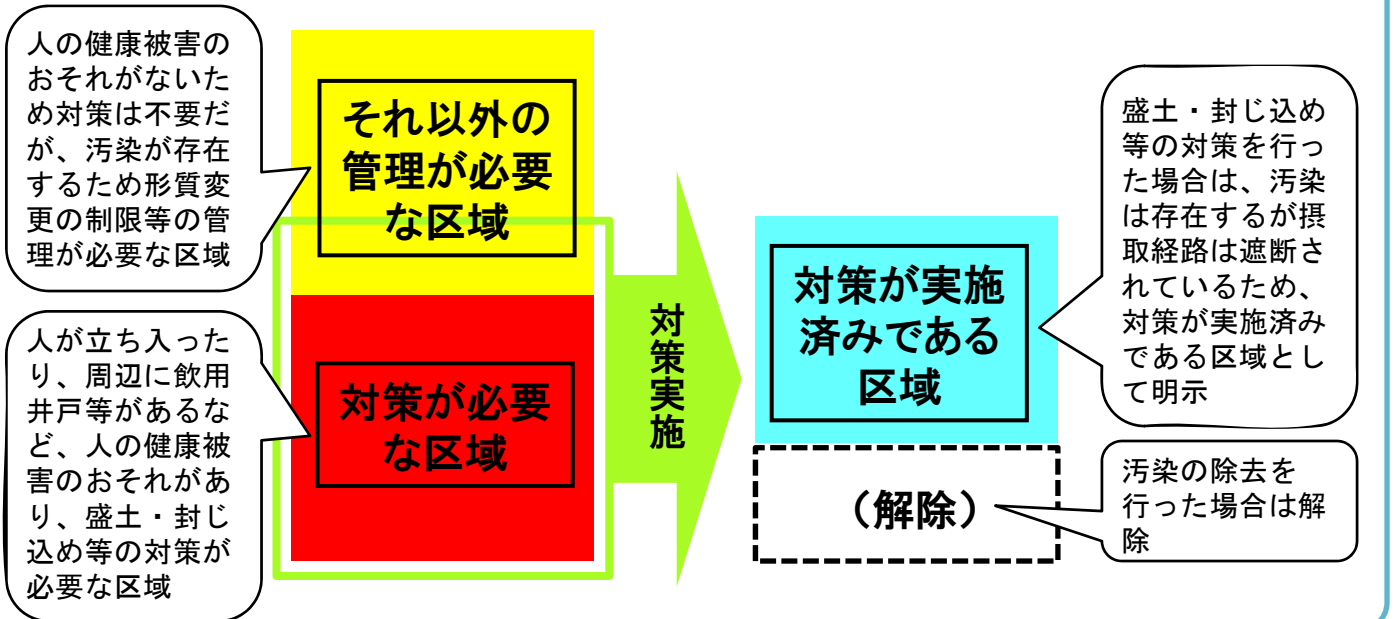 人の健康被害の
おそれがないた
め対策は不要だ
が、汚染が存在
するため形質変
更の制限等の管
理が必要な区域
それ以外の
管理が必要
な区域
人が立ち入った
り、周辺に飲用
井戸等があるな
ど、人の健康被
害のおそれがあ
り、盛土・封じ
込め等の対策が
必要な区域
対策が必要
な区域
対策実施
対策が実施
済みである
区域
盛土・封じ込め
等の対策を行っ
た場合は、汚染
は存在するが摂
取経路は遮断さ
れているため、
対策が実施済み
である区域とし
て明示
（解除）
汚染の除去を
行った場合は解
除